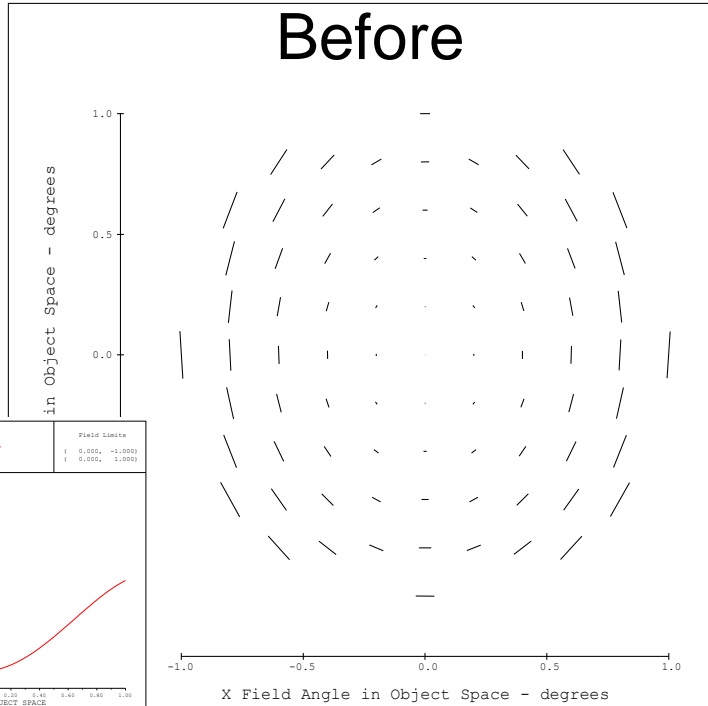 Before
1.0
0.5
0.0
in Object Space - degrees
-1.0 -0.5 0.0 0.5 1.0
X Field Angle in Object Space - degrees
Field Limits
( 0.000, -1.000)
( 0.000, 1.000)
0.20 0.40 0.60 0.80 1.00
JECT SPACE